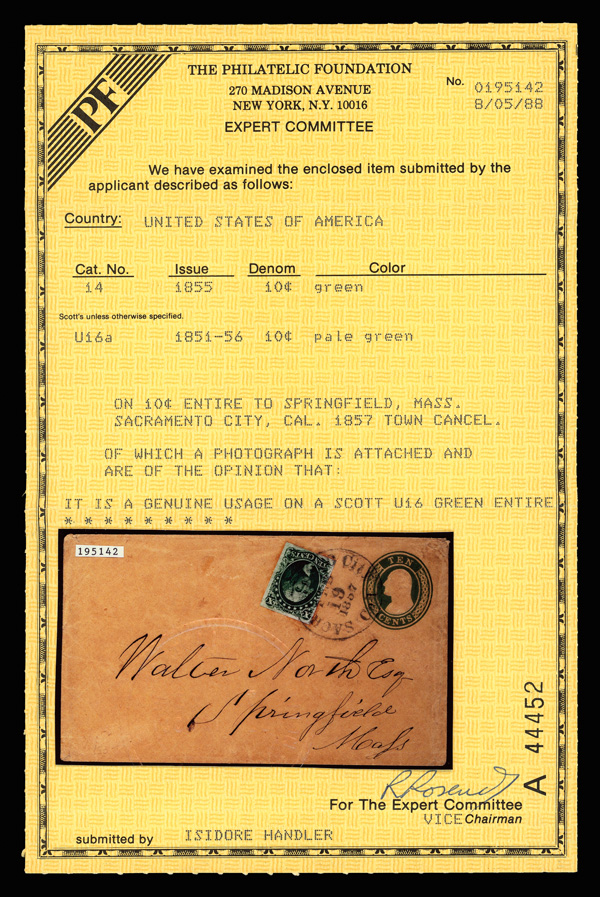 PF
THE PHILATELIC FOUNDATION
270 MADISON AVENUE
NEW YORK, N.Y. 10016
EXPERT COMMITTEE
No. 0195142
8/05/88
We have examined the enclosed item submitted by the
applicant described as follows:
Country: UNITED STATES OF AMERICA
Cat. No. Issue Denom Color
14 1855 10¢ green
Scott's unless otherwise specified.
U16a 1851-56 10¢ pale green
ON 10¢ ENTIRE TO SPRINGFIELD, MASS.
SACRAMENTO CITY, CAL. 1857 TOWN CANCEL.
OF WHICH A PHOTOGRAPH IS ATTACHED AND
ARE OF THE OPINION THAT:
IT IS A GENUINE USAGE ON A SCOTT U16 GREEN ENTIRE
* * * * * * * * *
195142
19
1857
TEN
CENTS
Walter North Esq
Springfield
Mass
A 44452
For The Expert Committee
VICE Chairman
submitted by ISIDORE HANDLER